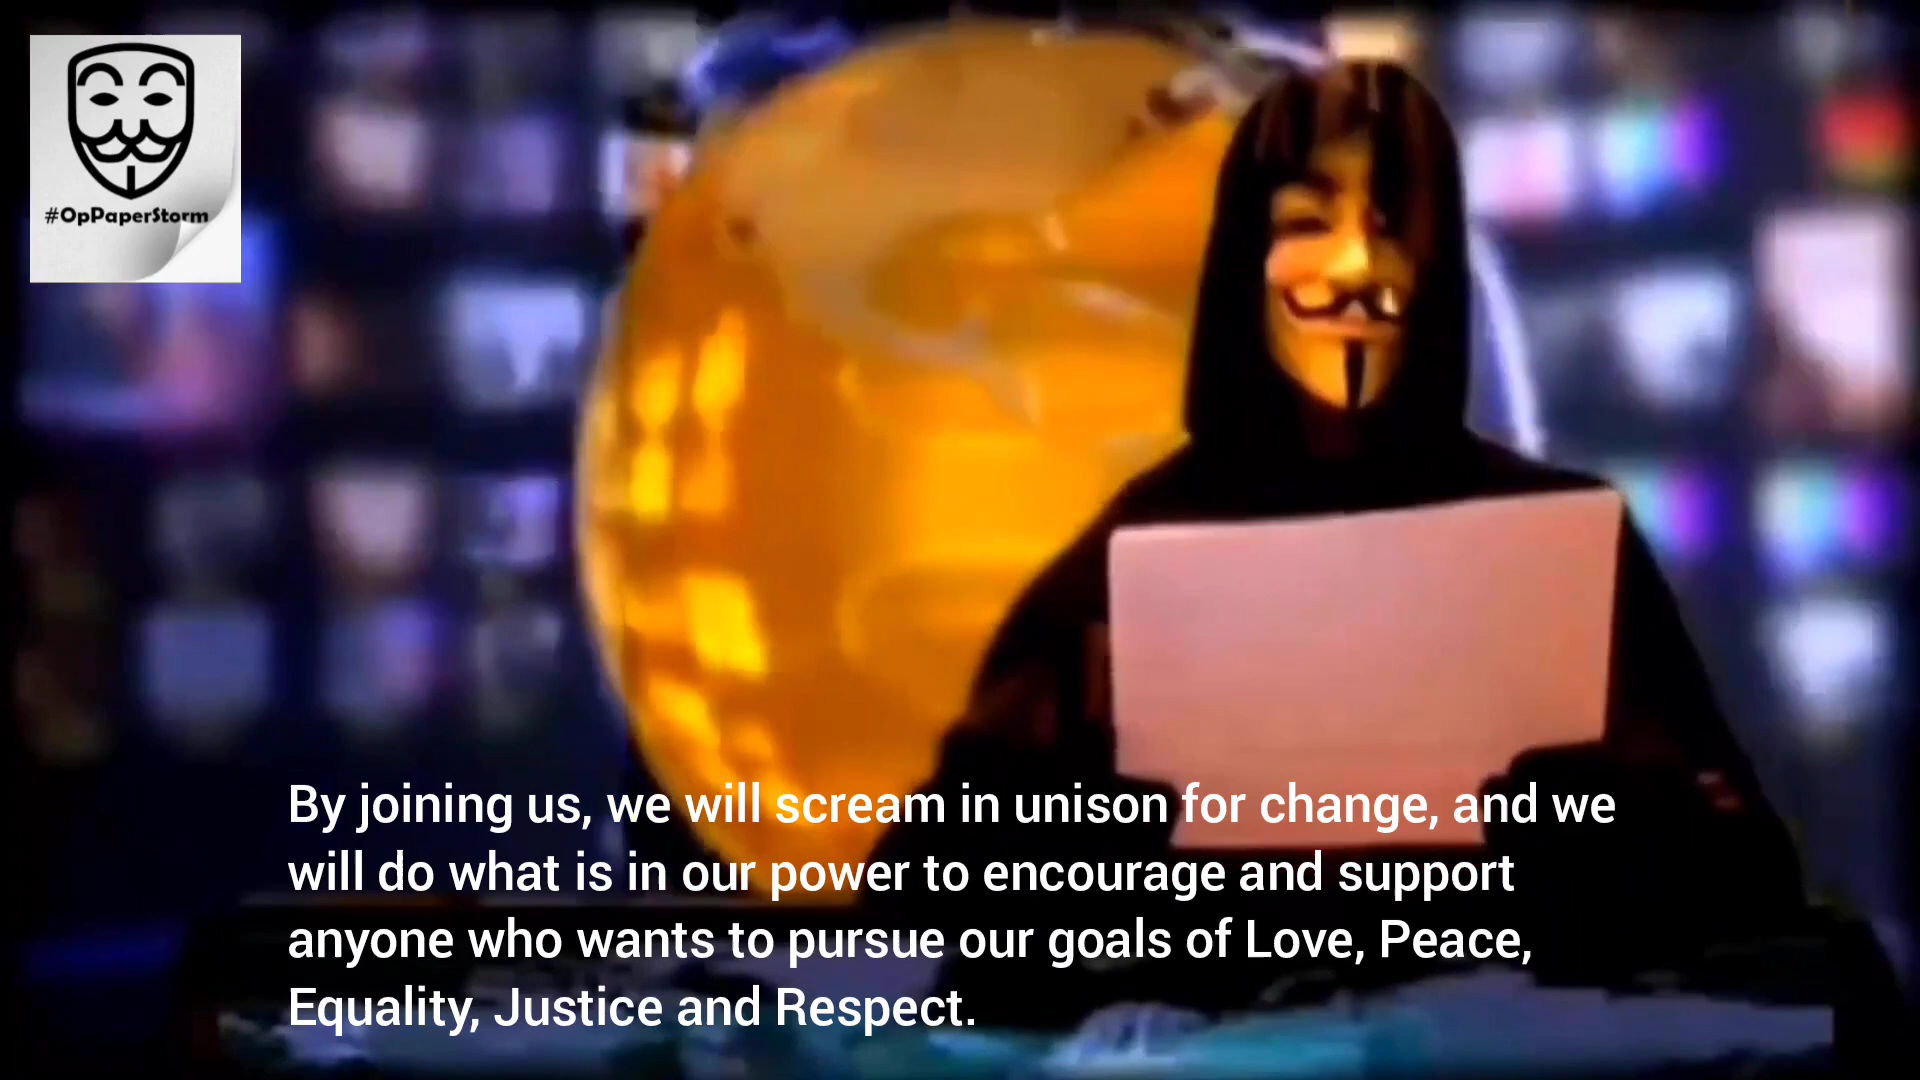 #OpPaperStorm
By joining us, we will scream in unison for change, and we
will do what is in our power to encourage and support
anyone who wants to pursue our goals of Love, Peace,
Equality, Justice and Respect.